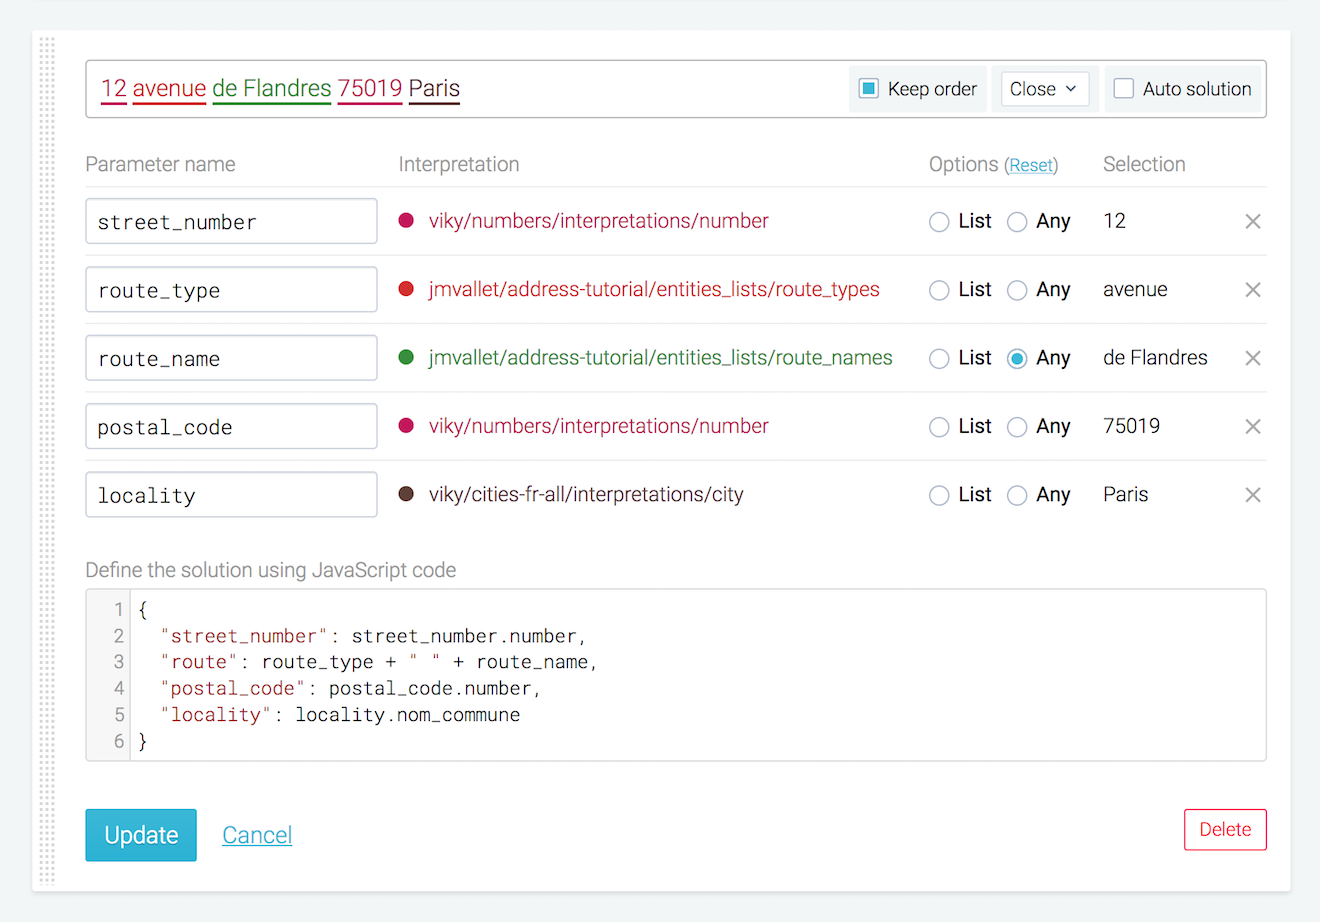 12 avenue de Flandres 75019 Paris Keep order Close Auto solution
Parameter name Interpretation Options (Reset) Selection
street_number viky/numbers/interpretations/number List Any 12
route_type jmvallet/address-tutorial/entities_lists/route_types List Any avenue
route_name jmvallet/address-tutorial/entities_lists/route_names List Any de Flandres
postal_code viky/numbers/interpretations/number List Any 75019
locality viky/cities-fr-all/interpretations/city List Any Paris
Define the solution using JavaScript code
1 {
2 "street_number": street_number.number,
3 "route": route_type + " " + route_name,
4 "postal_code": postal_code.number,
5 "locality": locality.nom_commune
6 }
Update Cancel Delete